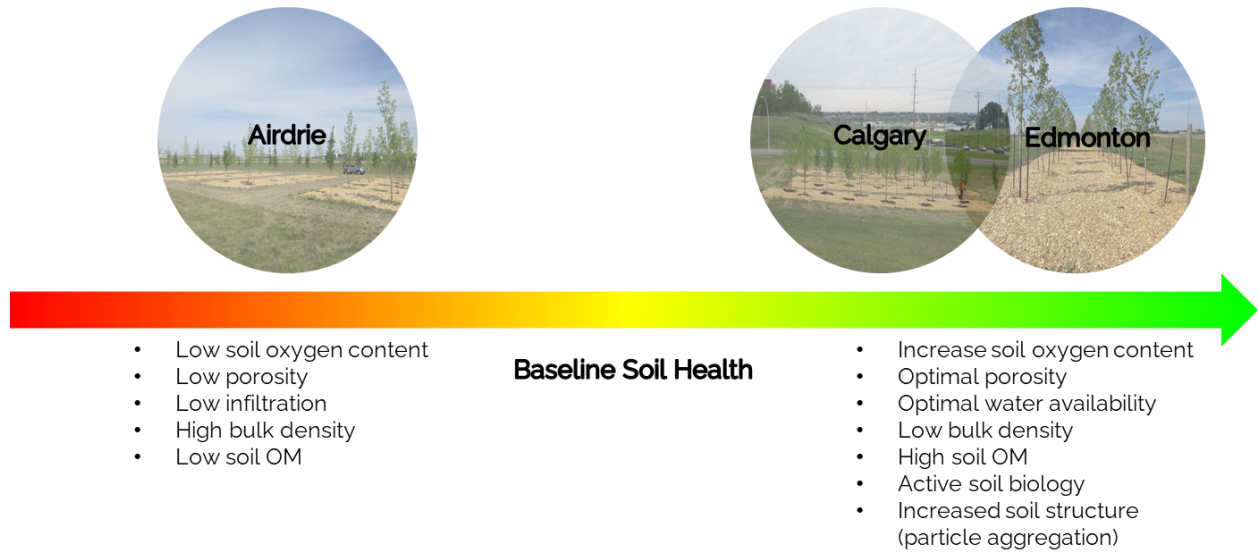 Airdrie
Calgary
Edmonton
• Low soil oxygen content
• Low porosity
• Low infiltration
• High bulk density
• Low soil OM
Baseline Soil Health
• Increase soil oxygen content
• Optimal porosity
• Optimal water availability
• Low bulk density
• High soil OM
• Active soil biology
• Increased soil structure
(particle aggregation)